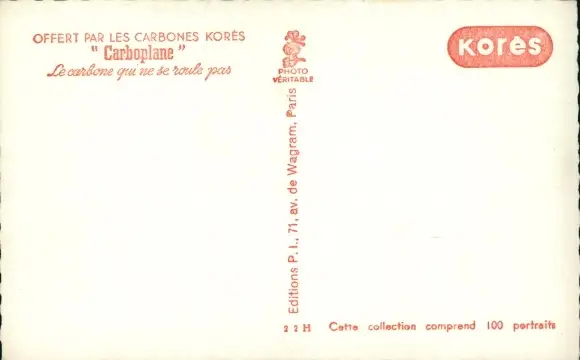 OFFERT PAR LES CARBONES KORÈS
" Carboplane "
Le carbone qui ne se roule pas
PHOTO
VÉRITABLE
Korès
Editions P. I., 71, av. de Wagram, Paris
22H
Cette collection comprend 100 portraits